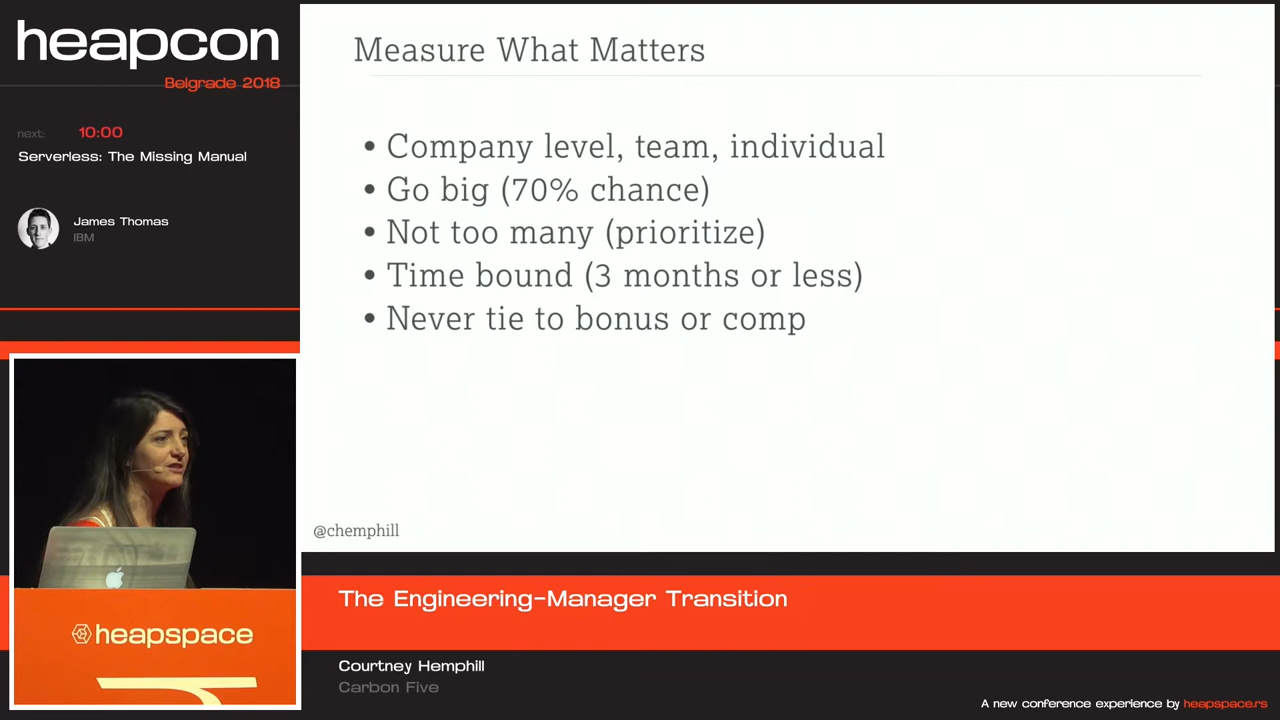 heapcon
Belgrade 2018
next: 10:00
Serverless: The Missing Manual
James Thomas
IBM
Measure What Matters
• Company level, team, individual
• Go big (70% chance)
• Not too many (prioritize)
• Time bound (3 months or less)
• Never tie to bonus or comp
@chemphill
heapspace
The Engineering-Manager Transition
Courtney Hemphill
Carbon Five
A new conference experience by heapspace.rs